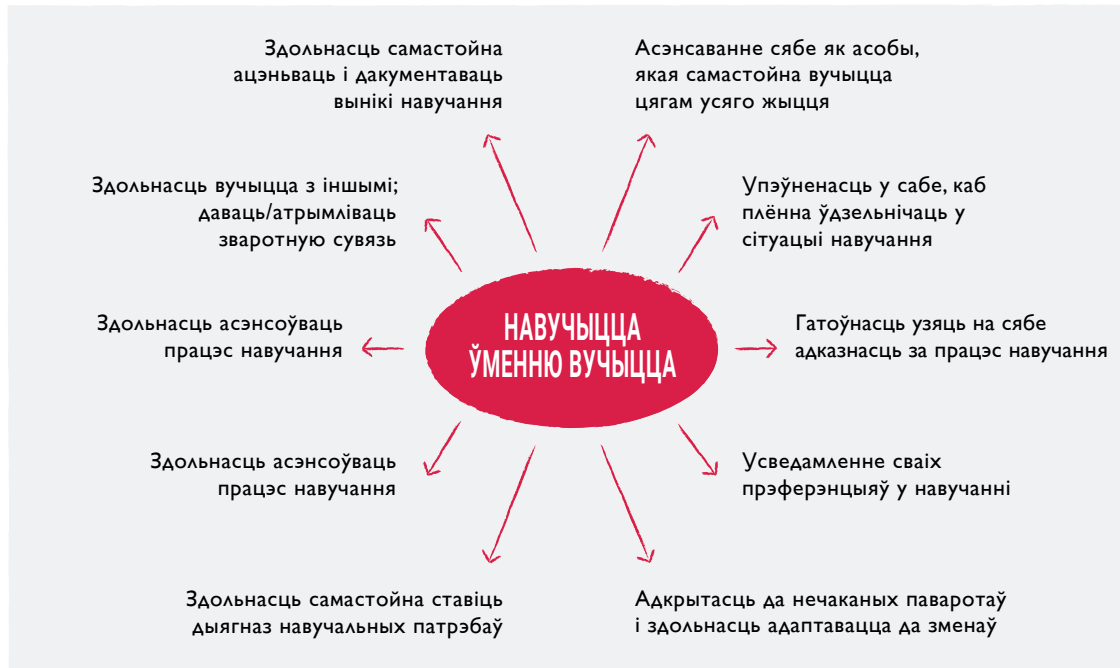 Здольнасць самастойна
ацэньваць і дакументаваць
вынікі навучання
Асэнсаванне сябе як асобы,
якая самастойна вучыцца
цягам усяго жыцця
Здольнасць вучыцца з іншымі;
даваць/атрымліваць
зваротную сувязь
Упэўненасць у сабе, каб
плённа ўдзельнічаць у
сітуацыі навучання
Здольнасць асэнсоўваць
працэс навучання
НАВУЧЫЦЦА
ЎМЕННЮ ВУЧЫЦЦА
Гатоўнасць узяць на сябе
адказнасць за працэс навучання
Здольнасць асэнсоўваць
працэс навучання
Усведамленне сваіх
прэферэнцыяў у навучанні
Здольнасць самастойна ставіць
дыягназ навучальных патрэбаў
Адкрытасць да нечаканых паваротаў
і здольнасць адаптавацца да зменаў